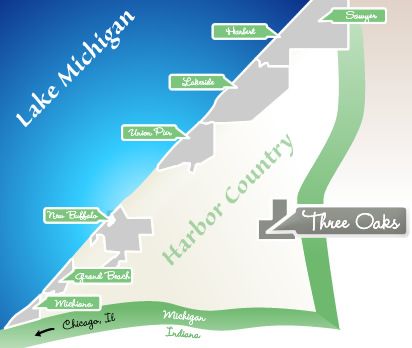 Sawyer
Harbert
Lake Michigan
Lakeside
Union Pier
Harbor Country
New Buffalo
Three Oaks
Grand Beach
Michiana
Chicago, Il
Michigan
Indiana